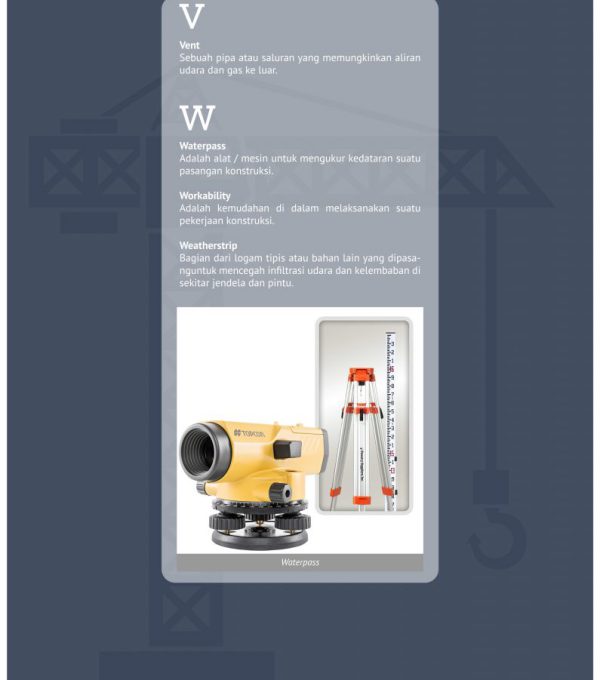 V
Vent
Sebuah pipa atau saluran yang memungkinkan aliran
udara dan gas ke luar.
W
Waterpass
Adalah alat / mesin untuk mengukur kedataran suatu
pasangan konstruksi.
Workability
Adalah kemudahan di dalam melaksanakan suatu
pekerjaan konstruksi.
Weatherstrip
Bagian dari logam tipis atau bahan lain yang dipasa-
nguntuk mencegah infiltrasi udara dan kelembaban di
sekitar jendela dan pintu.
TOPCON
Waterpass